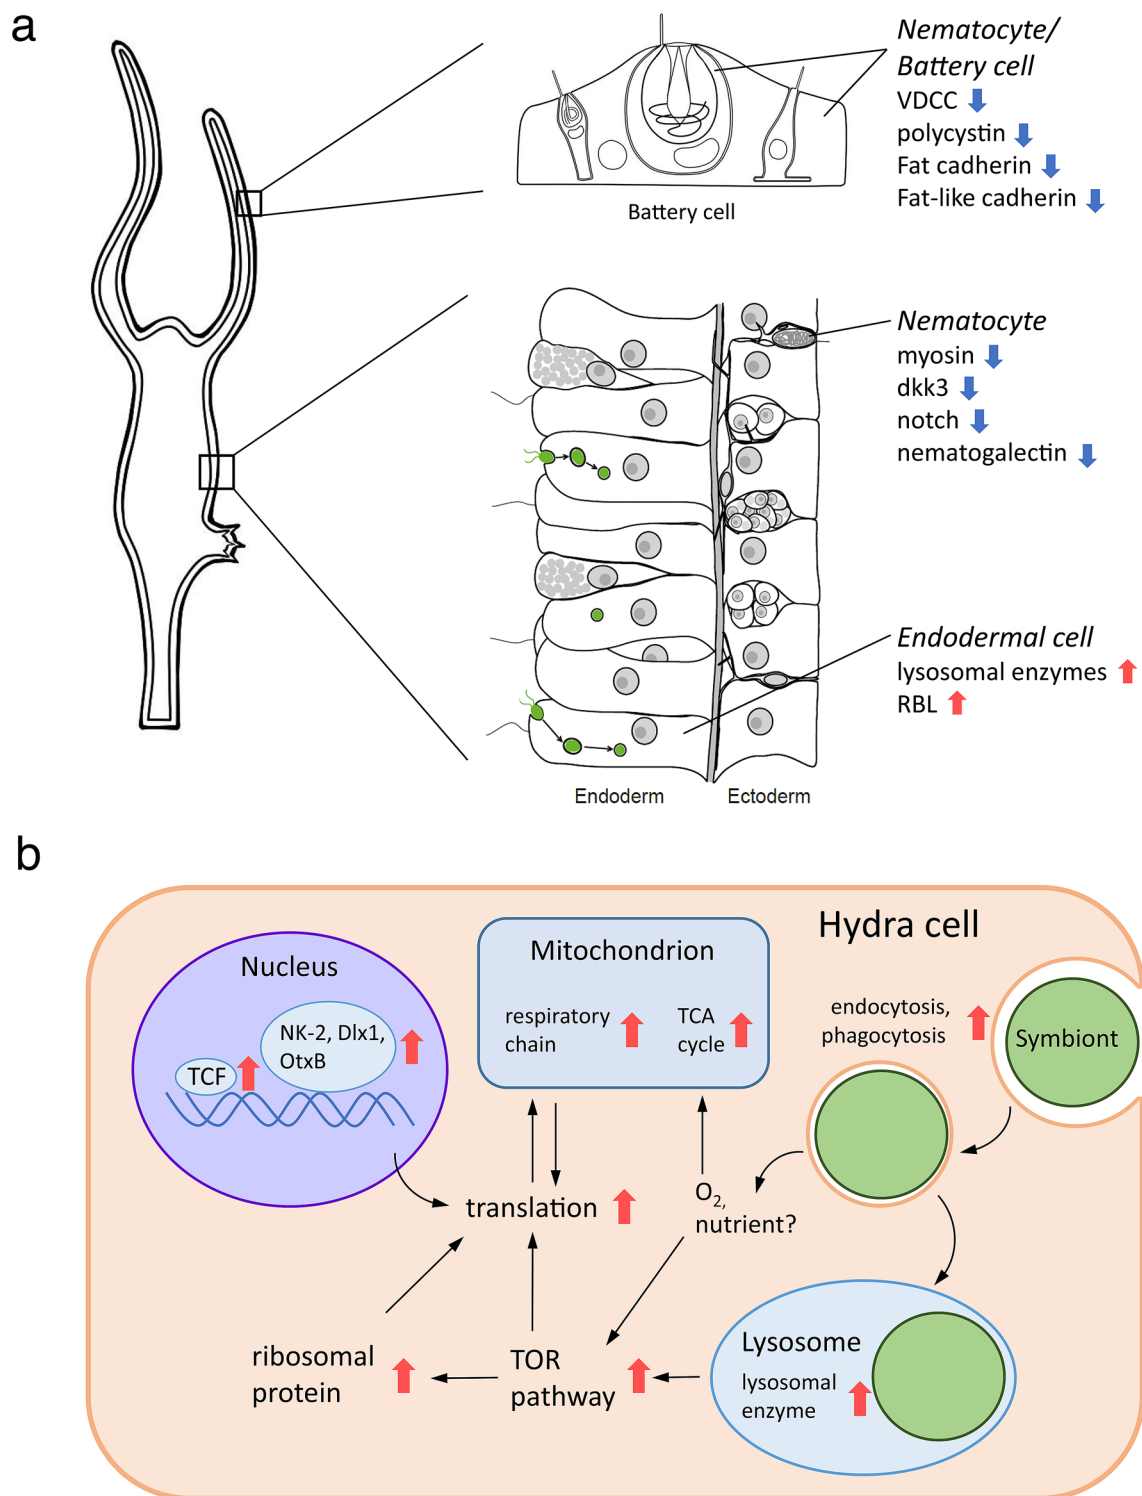 a
Nematocyte/
Battery cell
VDCC
polycystin
Fat cadherin
Fat-like cadherin
Battery cell
Nematocyte
myosin
dkk3
notch
nematogalectin
Endodermal cell
lysosomal enzymes
RBL
Endoderm
Ectoderm
b
Hydra cell
Nucleus
NK-2, Dlx1,
OtxB
TCF
Mitochondrion
respiratory
chain
TCA
cycle
endocytosis,
phagocytosis
Symbiont
translation
O2,
nutrient?
ribosomal
protein
TOR
pathway
Lysosome
lysosomal
enzyme